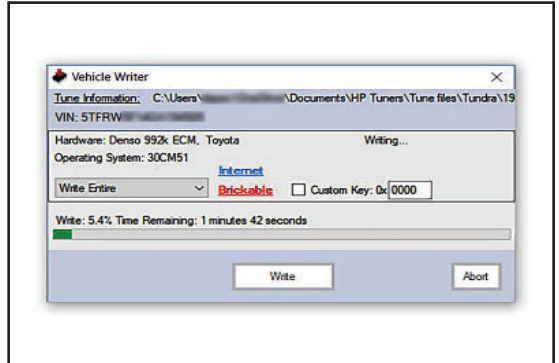 Vehicle Writer
Tune Information: C:\Users\ \Documents\HP Tuners\Tune files\Tundra\19
VIN: 5TFRW
Hardware: Denso 992k ECM, Toyota Writing...
Operating System: 30CM51
Internet
Write Entire Brickable Custom Key: 0x 0000
Write: 5.4% Time Remaining: 1 minutes 42 seconds
Write Abort